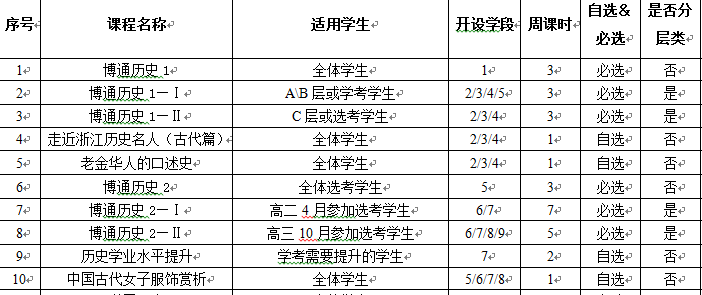 序号 课程名称 适用学生 开设学段 周课时 自选& 是否分
必选 层类
1 博通历史 1 全体学生 1 3 必选 否
2 博通历史 1—Ⅰ A\B 层或学考学生 2/3/4/5 3 必选 是
3 博通历史 1—Ⅱ C 层或选考学生 2/3/4 3 必选 是
4 走近浙江历史名人（古代篇） 全体学生 2/3/4 1 自选 否
5 老金华人的口述史 全体学生 2/3/4 1 自选 否
6 博通历史 2 全体选考学生 5 3 必选 否
7 博通历史 2—Ⅰ 高二 4 月参加选考学生 6/7 7 必选 是
8 博通历史 2—Ⅱ 高三 10 月参加选考学生 6/7/8/9 5 必选 是
9 历史学业水平提升 学考需要提升的学生 7 2 自选 否
10 中国古代女子服饰赏析 全体学生 5/6/7/8 1 自选 否